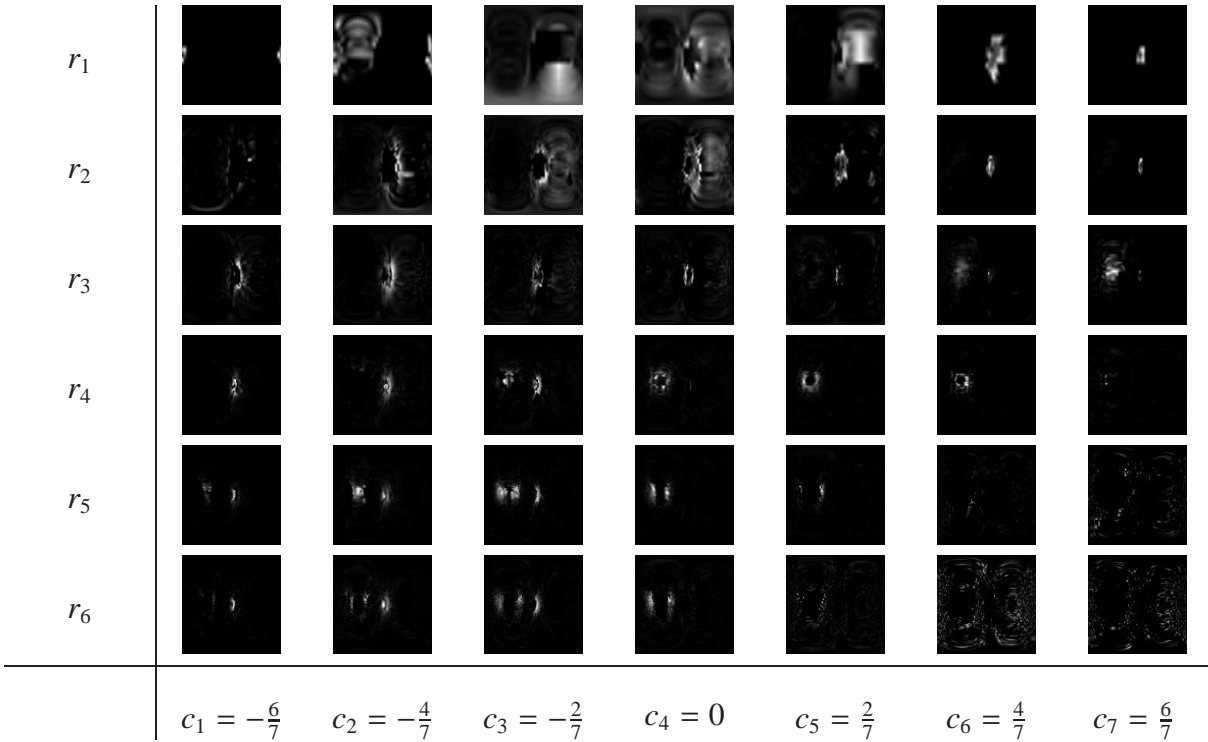 r₁
r₂
r₃
r₄
r₅
r₆
c₁ = −6/7 c₂ = −4/7 c₃ = −2/7 c₄ = 0 c₅ = 2/7 c₆ = 4/7 c₇ = 6/7